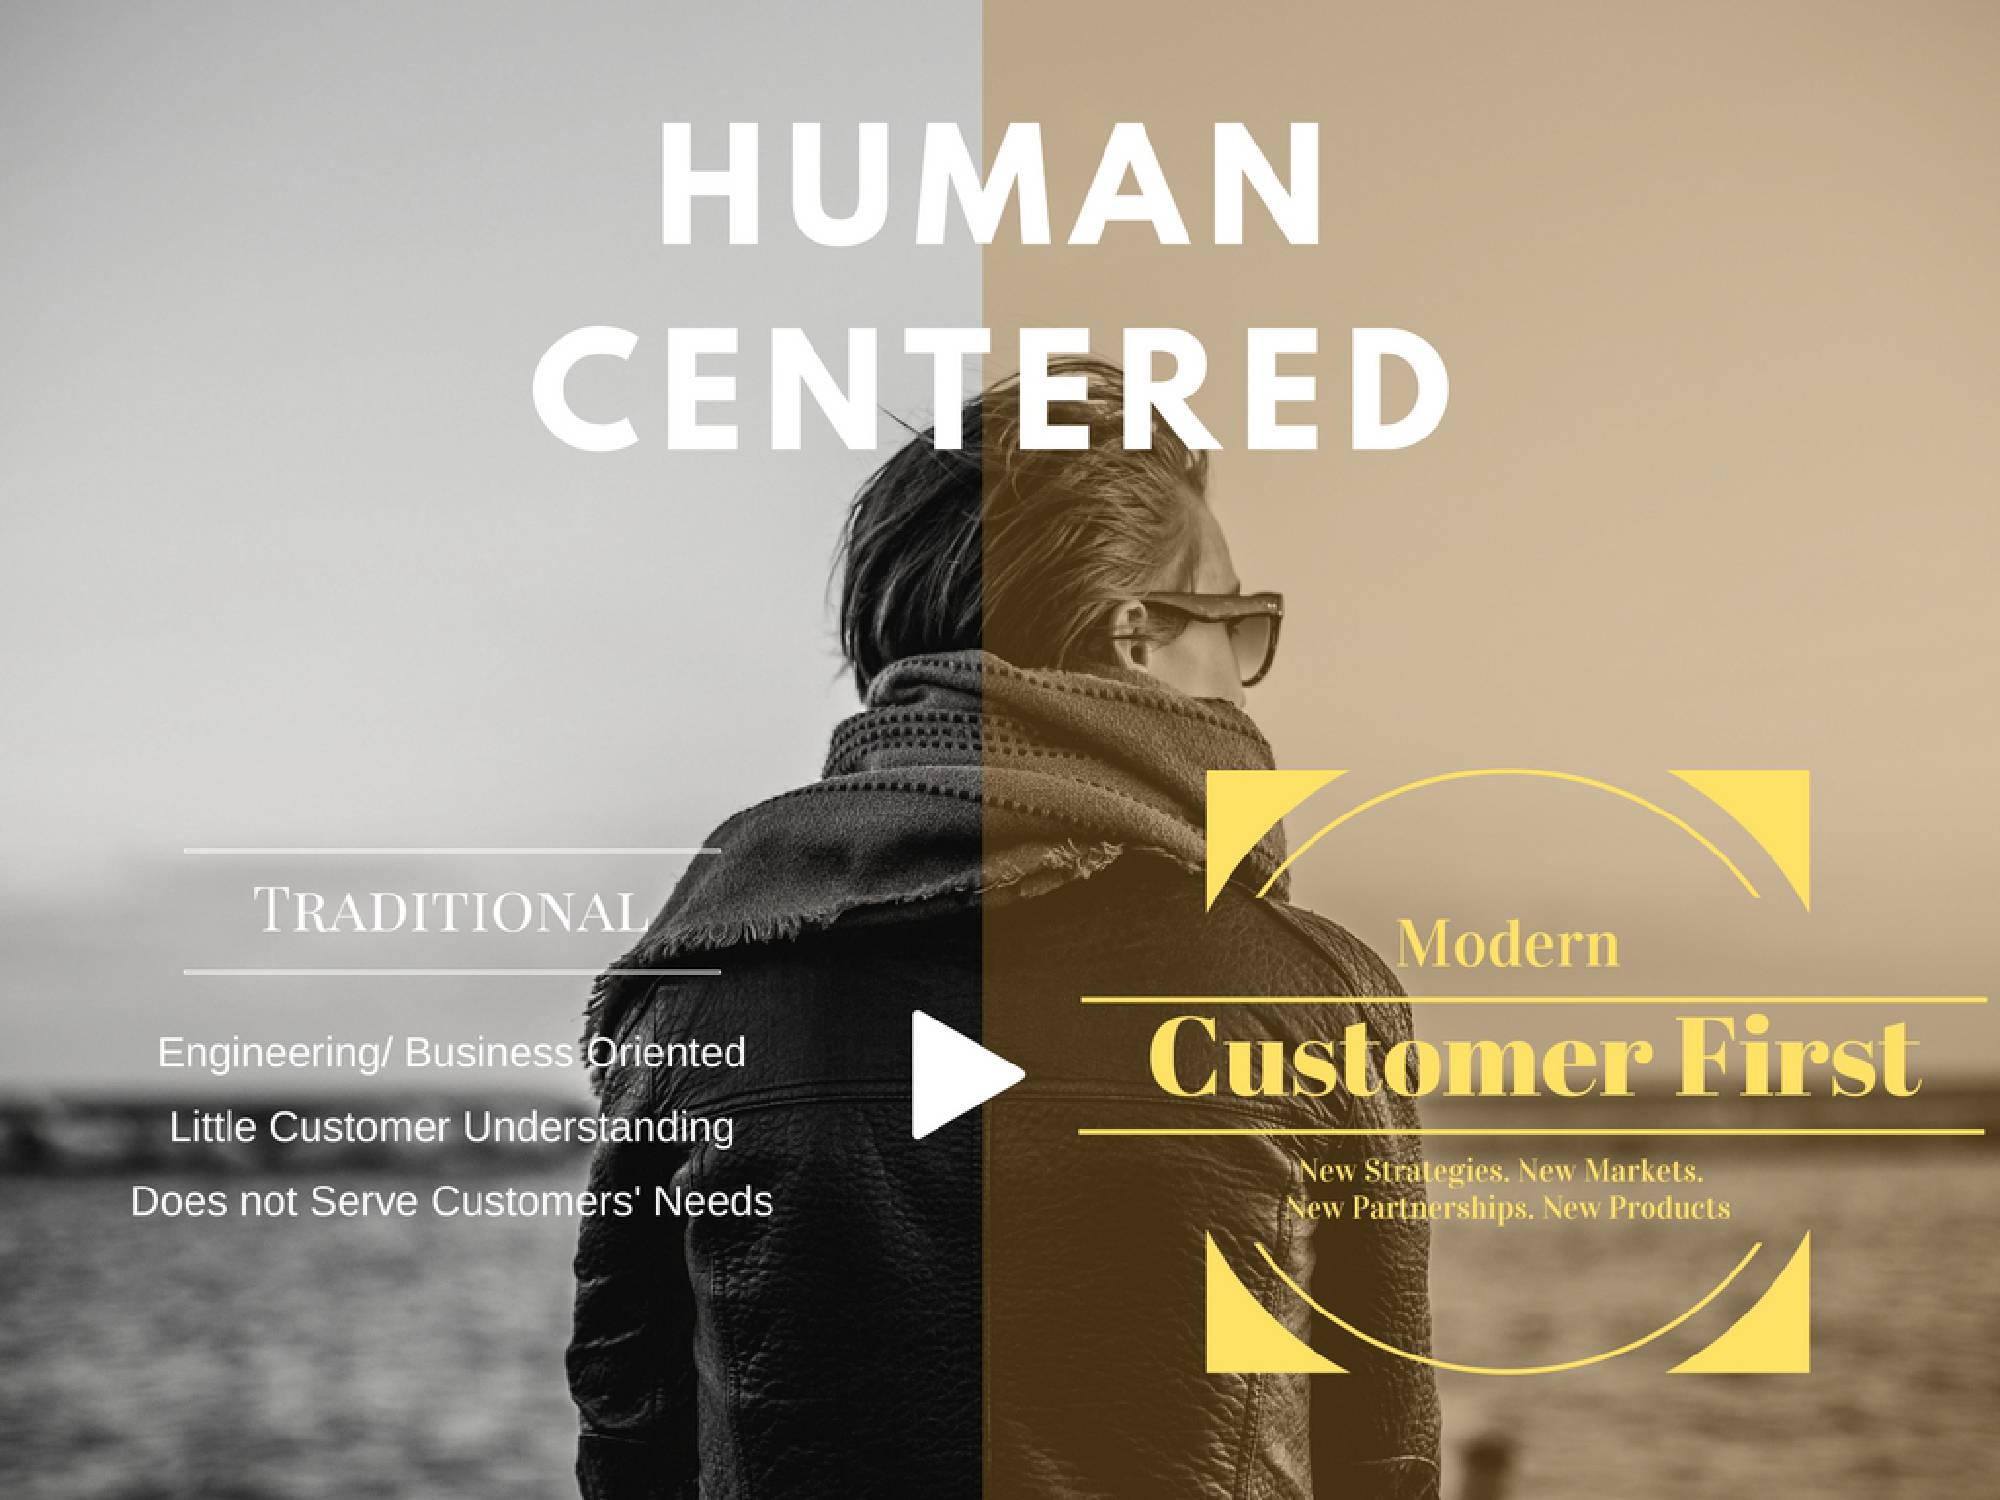 HUMAN
CENTERED
TRADITIONAL
Engineering/ Business Oriented
Little Customer Understanding
Does not Serve Customers' Needs
Modern
Customer First
New Strategies. New Markets.
New Partnerships. New Products